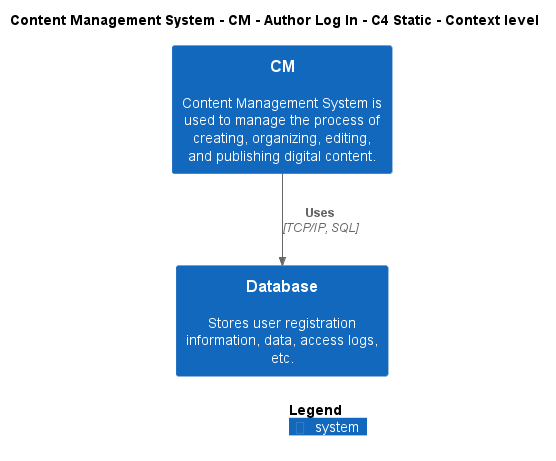 Content Management System - CM - Author Log In - C4 Static - Context level
CM
Content Management System is
used to manage the process of
creating, organizing, editing,
and publishing digital content.
Uses
[TCP/IP, SQL]
Database
Stores user registration
information, data, access logs,
etc.
Legend
system